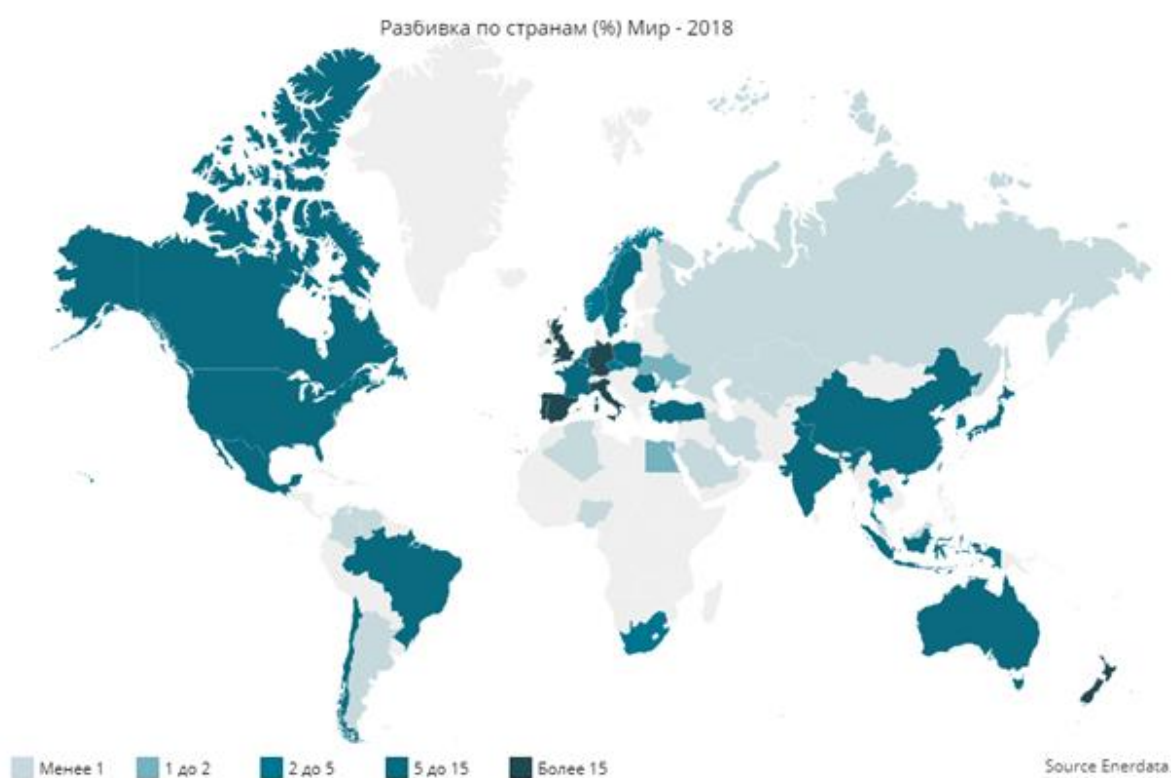 Разбивка по странам (%) Мир - 2018
Менее 1
1 до 2
2 до 5
5 до 15
Более 15
Source Enerdata